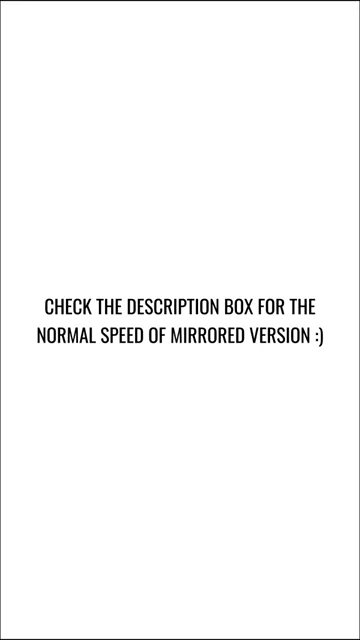 CHECK THE DESCRIPTION BOX FOR THE
NORMAL SPEED OF MIRRORED VERSION :)